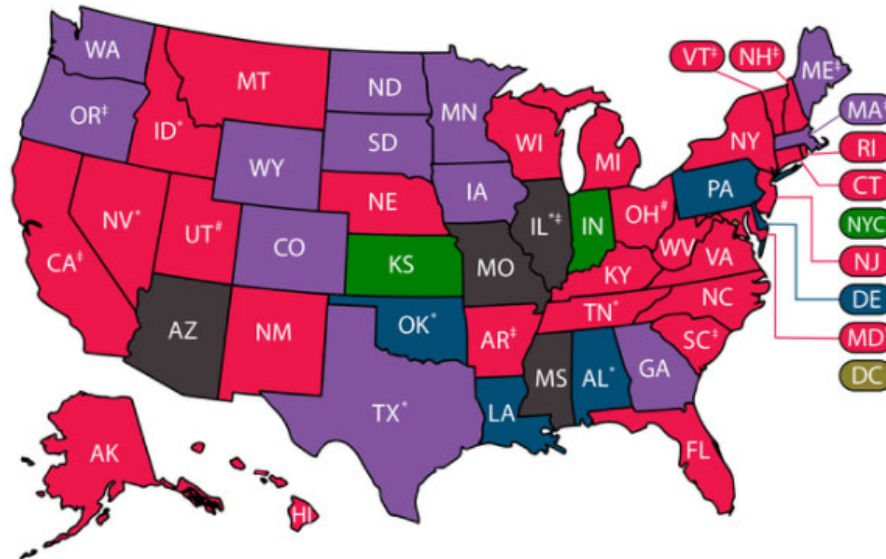 WA
MT
ND
MN
VT‡
NH‡
ME‡
OR‡
ID*
SD
WI
MI
NY
MA‡
WY
IA
RI
NE
PA
CT
NV*
UT#
CO
IL*‡
IN
OH#
NYC
CA‡
KS
MO
WV
VA
NJ
KY
DE
AZ
NM
OK*
AR‡
TN*
NC
MD
SC‡
TX*
LA
MS
AL*
GA
DC
AK
HI
FL